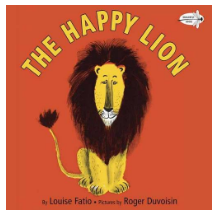 THE HAPPY LION
By Louise Fatio • Pictures by Roger Duvoisin